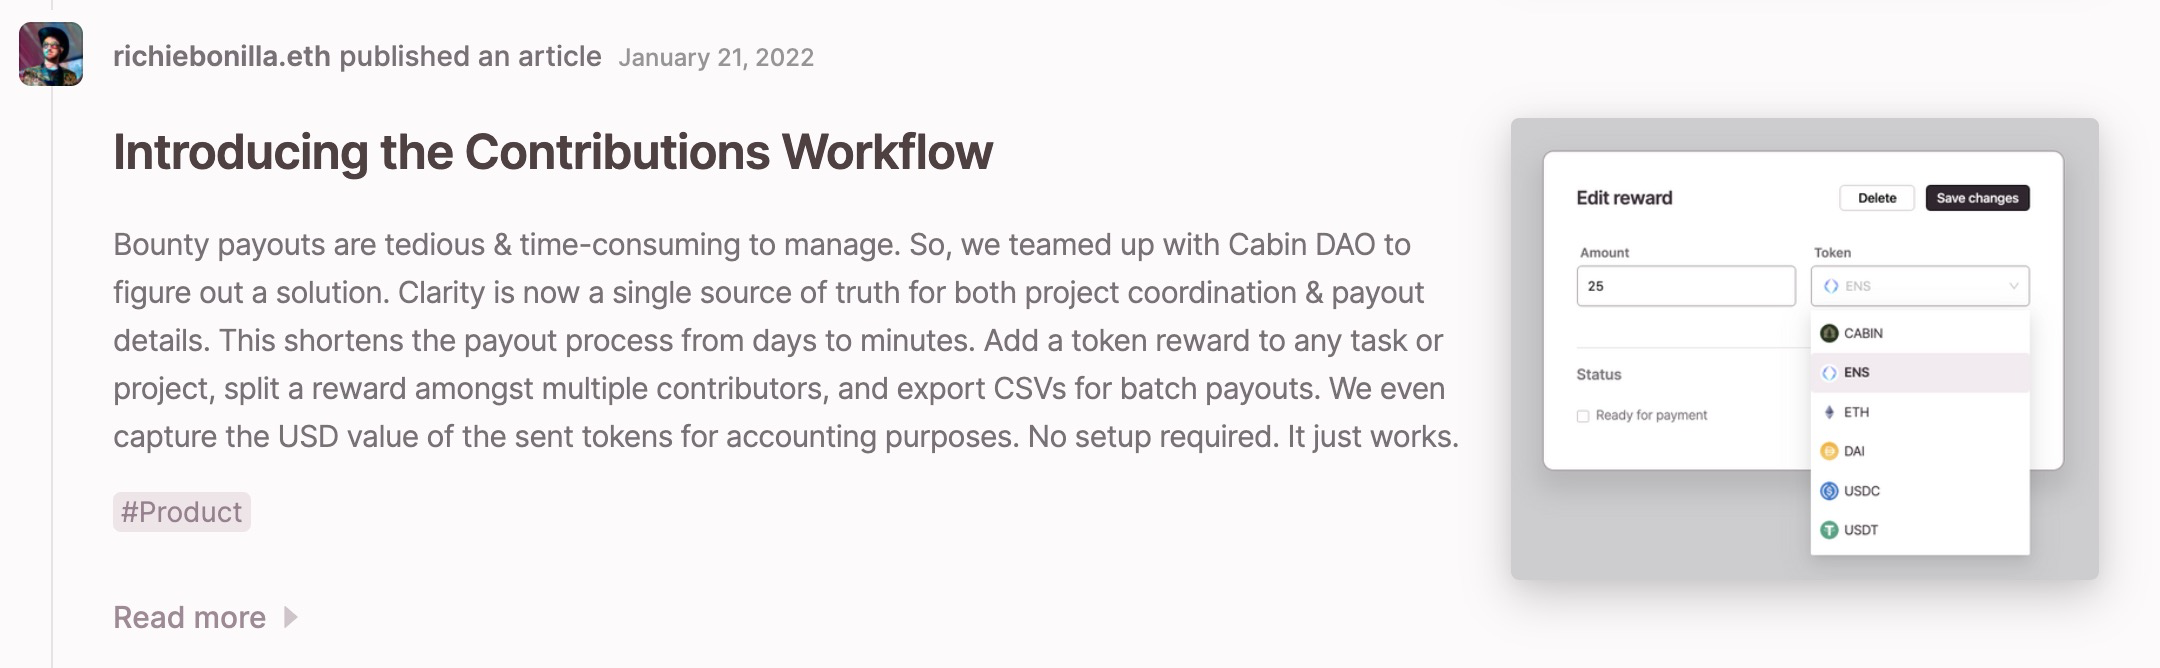 richiebonilla.eth published an article January 21, 2022
Introducing the Contributions Workflow
Bounty payouts are tedious & time-consuming to manage. So, we teamed up with Cabin DAO to
figure out a solution. Clarity is now a single source of truth for both project coordination & payout
details. This shortens the payout process from days to minutes. Add a token reward to any task or
project, split a reward amongst multiple contributors, and export CSVs for batch payouts. We even
capture the USD value of the sent tokens for accounting purposes. No setup required. It just works.
#Product
Read more
Edit reward
Delete
Save changes
Amount
25
Token
ENS
CABIN
ENS
ETH
DAI
USDC
USDT
Status
Ready for payment